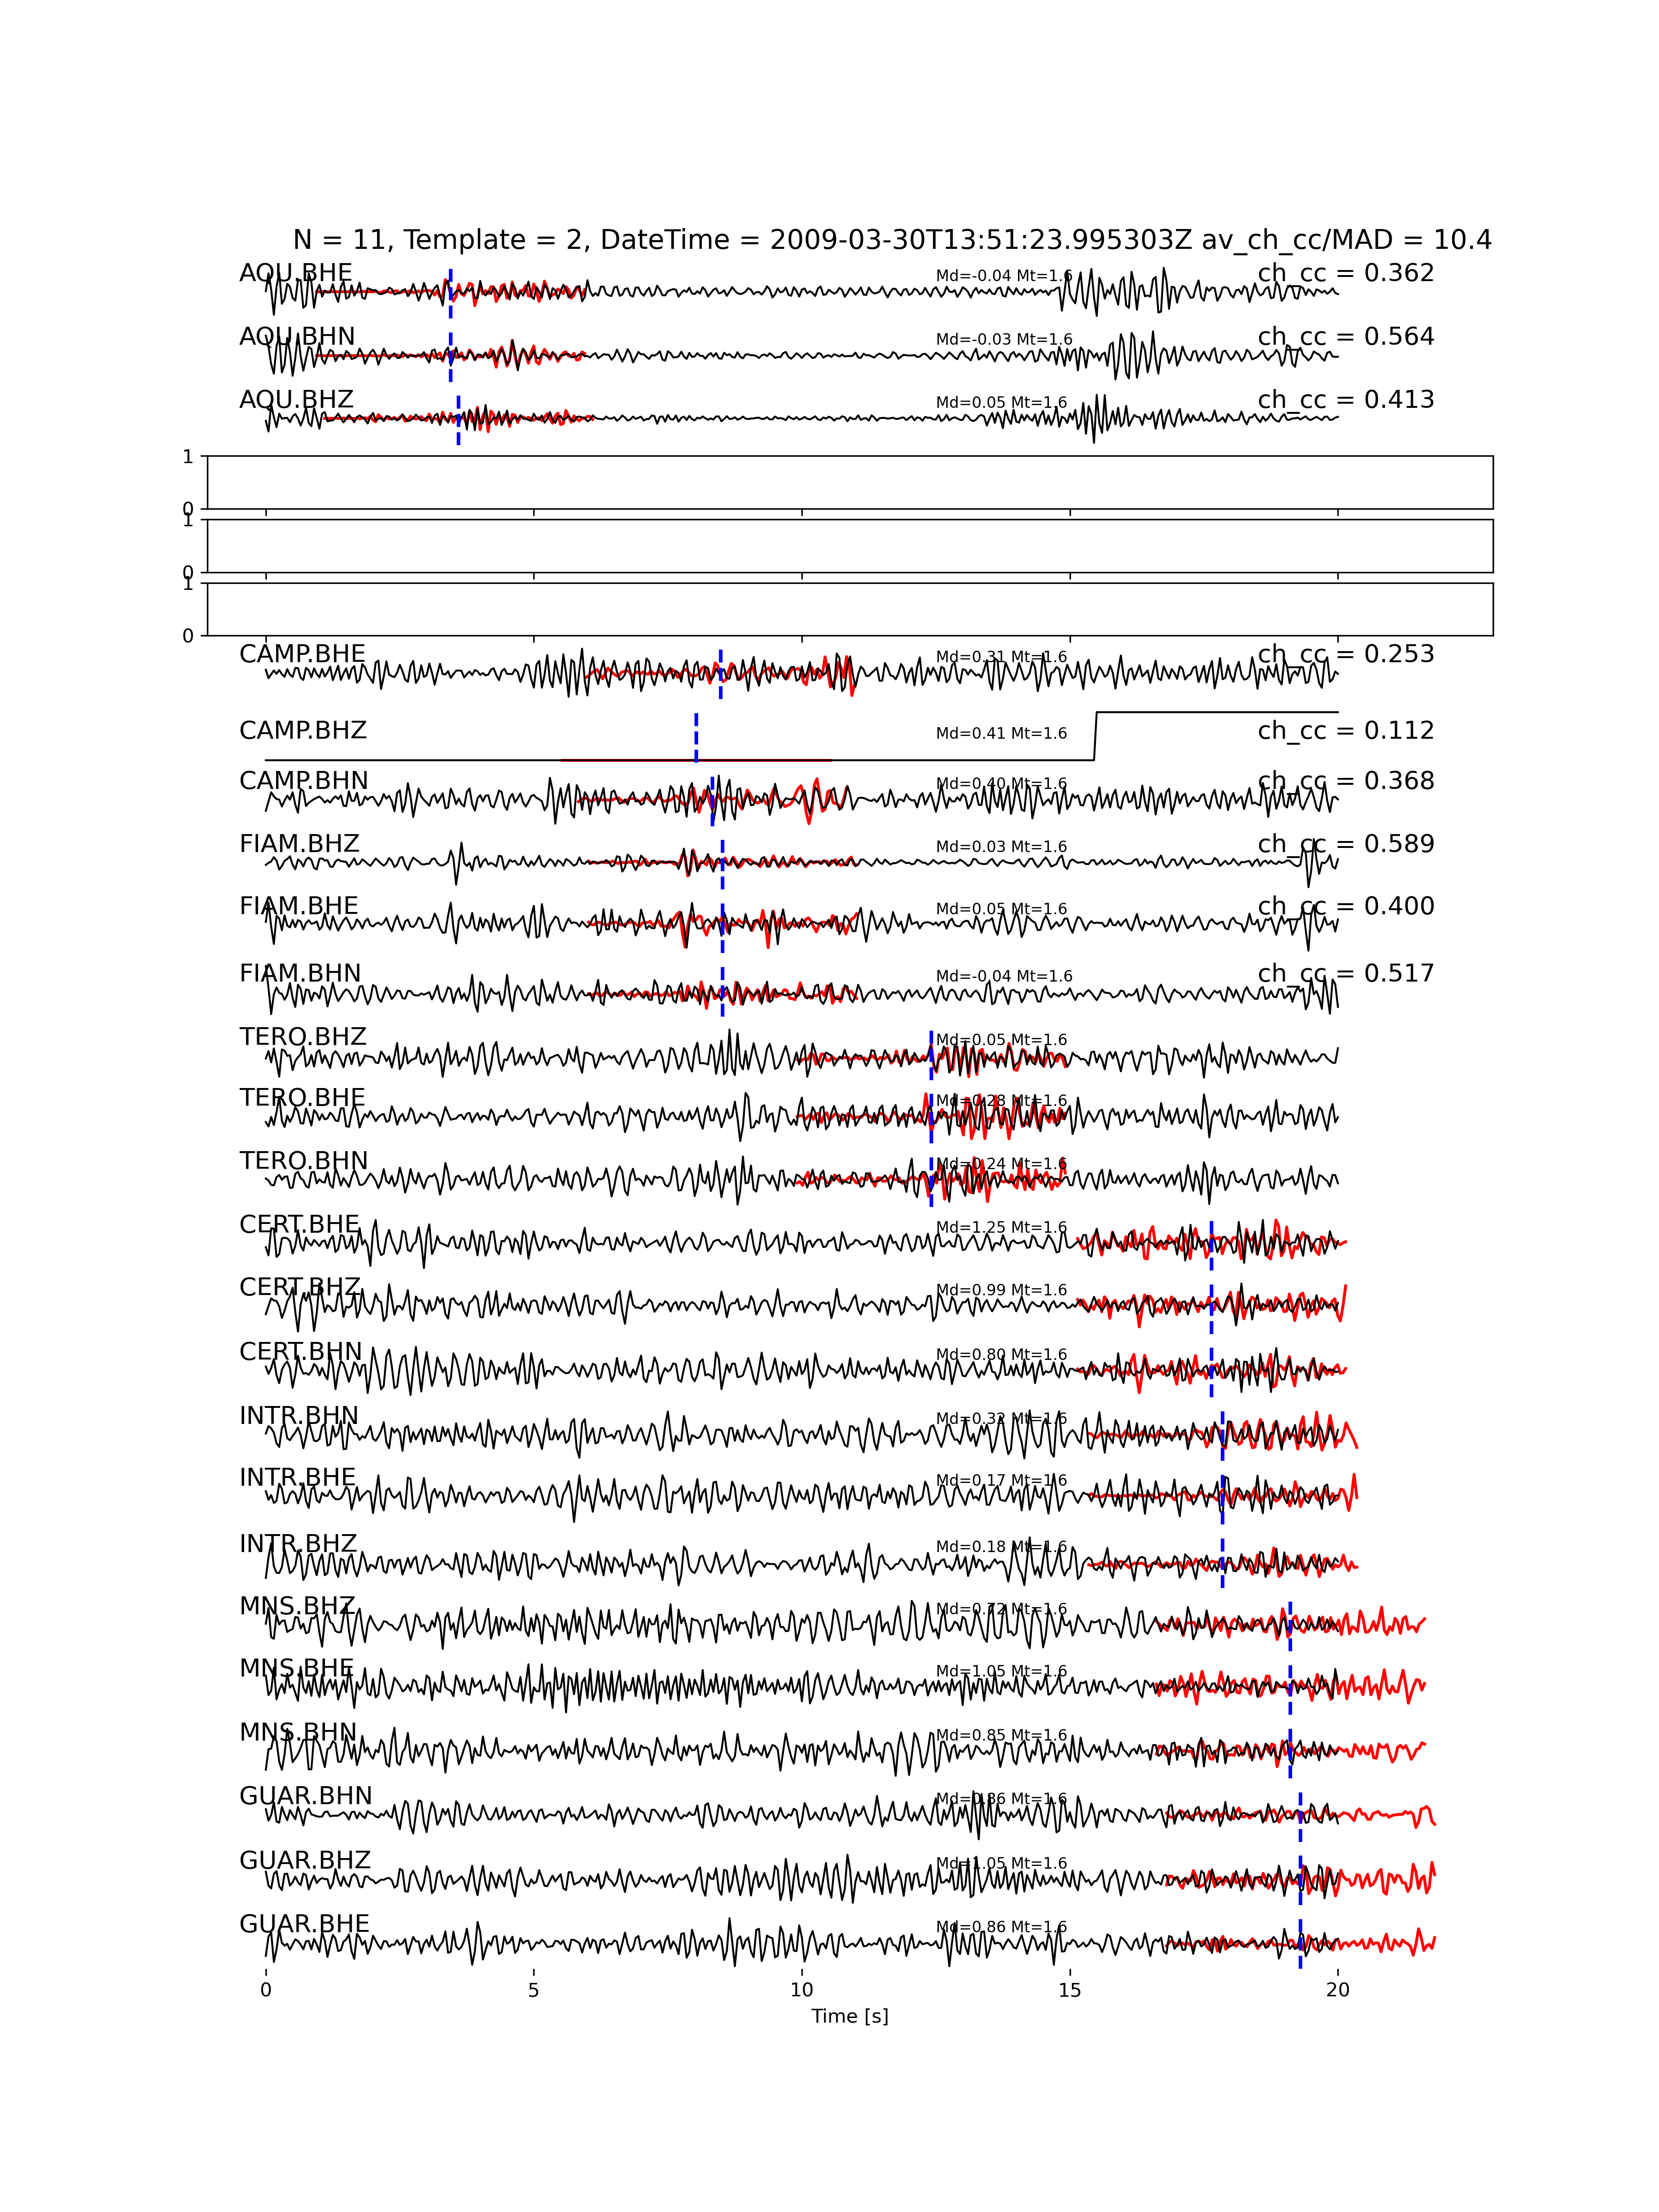 N = 11, Template = 2, DateTime = 2009-03-30T13:51:23.995303Z av_ch_cc/MAD = 10.4
AQU.BHE Md=-0.04 Mt=1.6 ch_cc = 0.362
AQU.BHN Md=-0.03 Mt=1.6 ch_cc = 0.564
AQU.BHZ Md=0.05 Mt=1.6 ch_cc = 0.413
1
0
1
0
1
0
CAMP.BHE Md=0.31 Mt=1.6 ch_cc = 0.253
CAMP.BHZ Md=0.41 Mt=1.6 ch_cc = 0.112
CAMP.BHN Md=0.40 Mt=1.6 ch_cc = 0.368
FIAM.BHZ Md=0.03 Mt=1.6 ch_cc = 0.589
FIAM.BHE Md=0.05 Mt=1.6 ch_cc = 0.400
FIAM.BHN Md=-0.04 Mt=1.6 ch_cc = 0.517
TERO.BHZ Md=0.05 Mt=1.6
TERO.BHE Md=0.28 Mt=1.6
TERO.BHN Md=0.24 Mt=1.6
CERT.BHE Md=1.25 Mt=1.6
CERT.BHZ Md=0.99 Mt=1.6
CERT.BHN Md=0.80 Mt=1.6
INTR.BHN Md=0.32 Mt=1.6
INTR.BHE Md=0.17 Mt=1.6
INTR.BHZ Md=0.18 Mt=1.6
MNS.BHZ Md=0.72 Mt=1.6
MNS.BHE Md=1.05 Mt=1.6
MNS.BHN Md=0.85 Mt=1.6
GUAR.BHN Md=0.86 Mt=1.6
GUAR.BHZ Md=1.05 Mt=1.6
GUAR.BHE Md=0.86 Mt=1.6
0 5 10 15 20
Time [s]